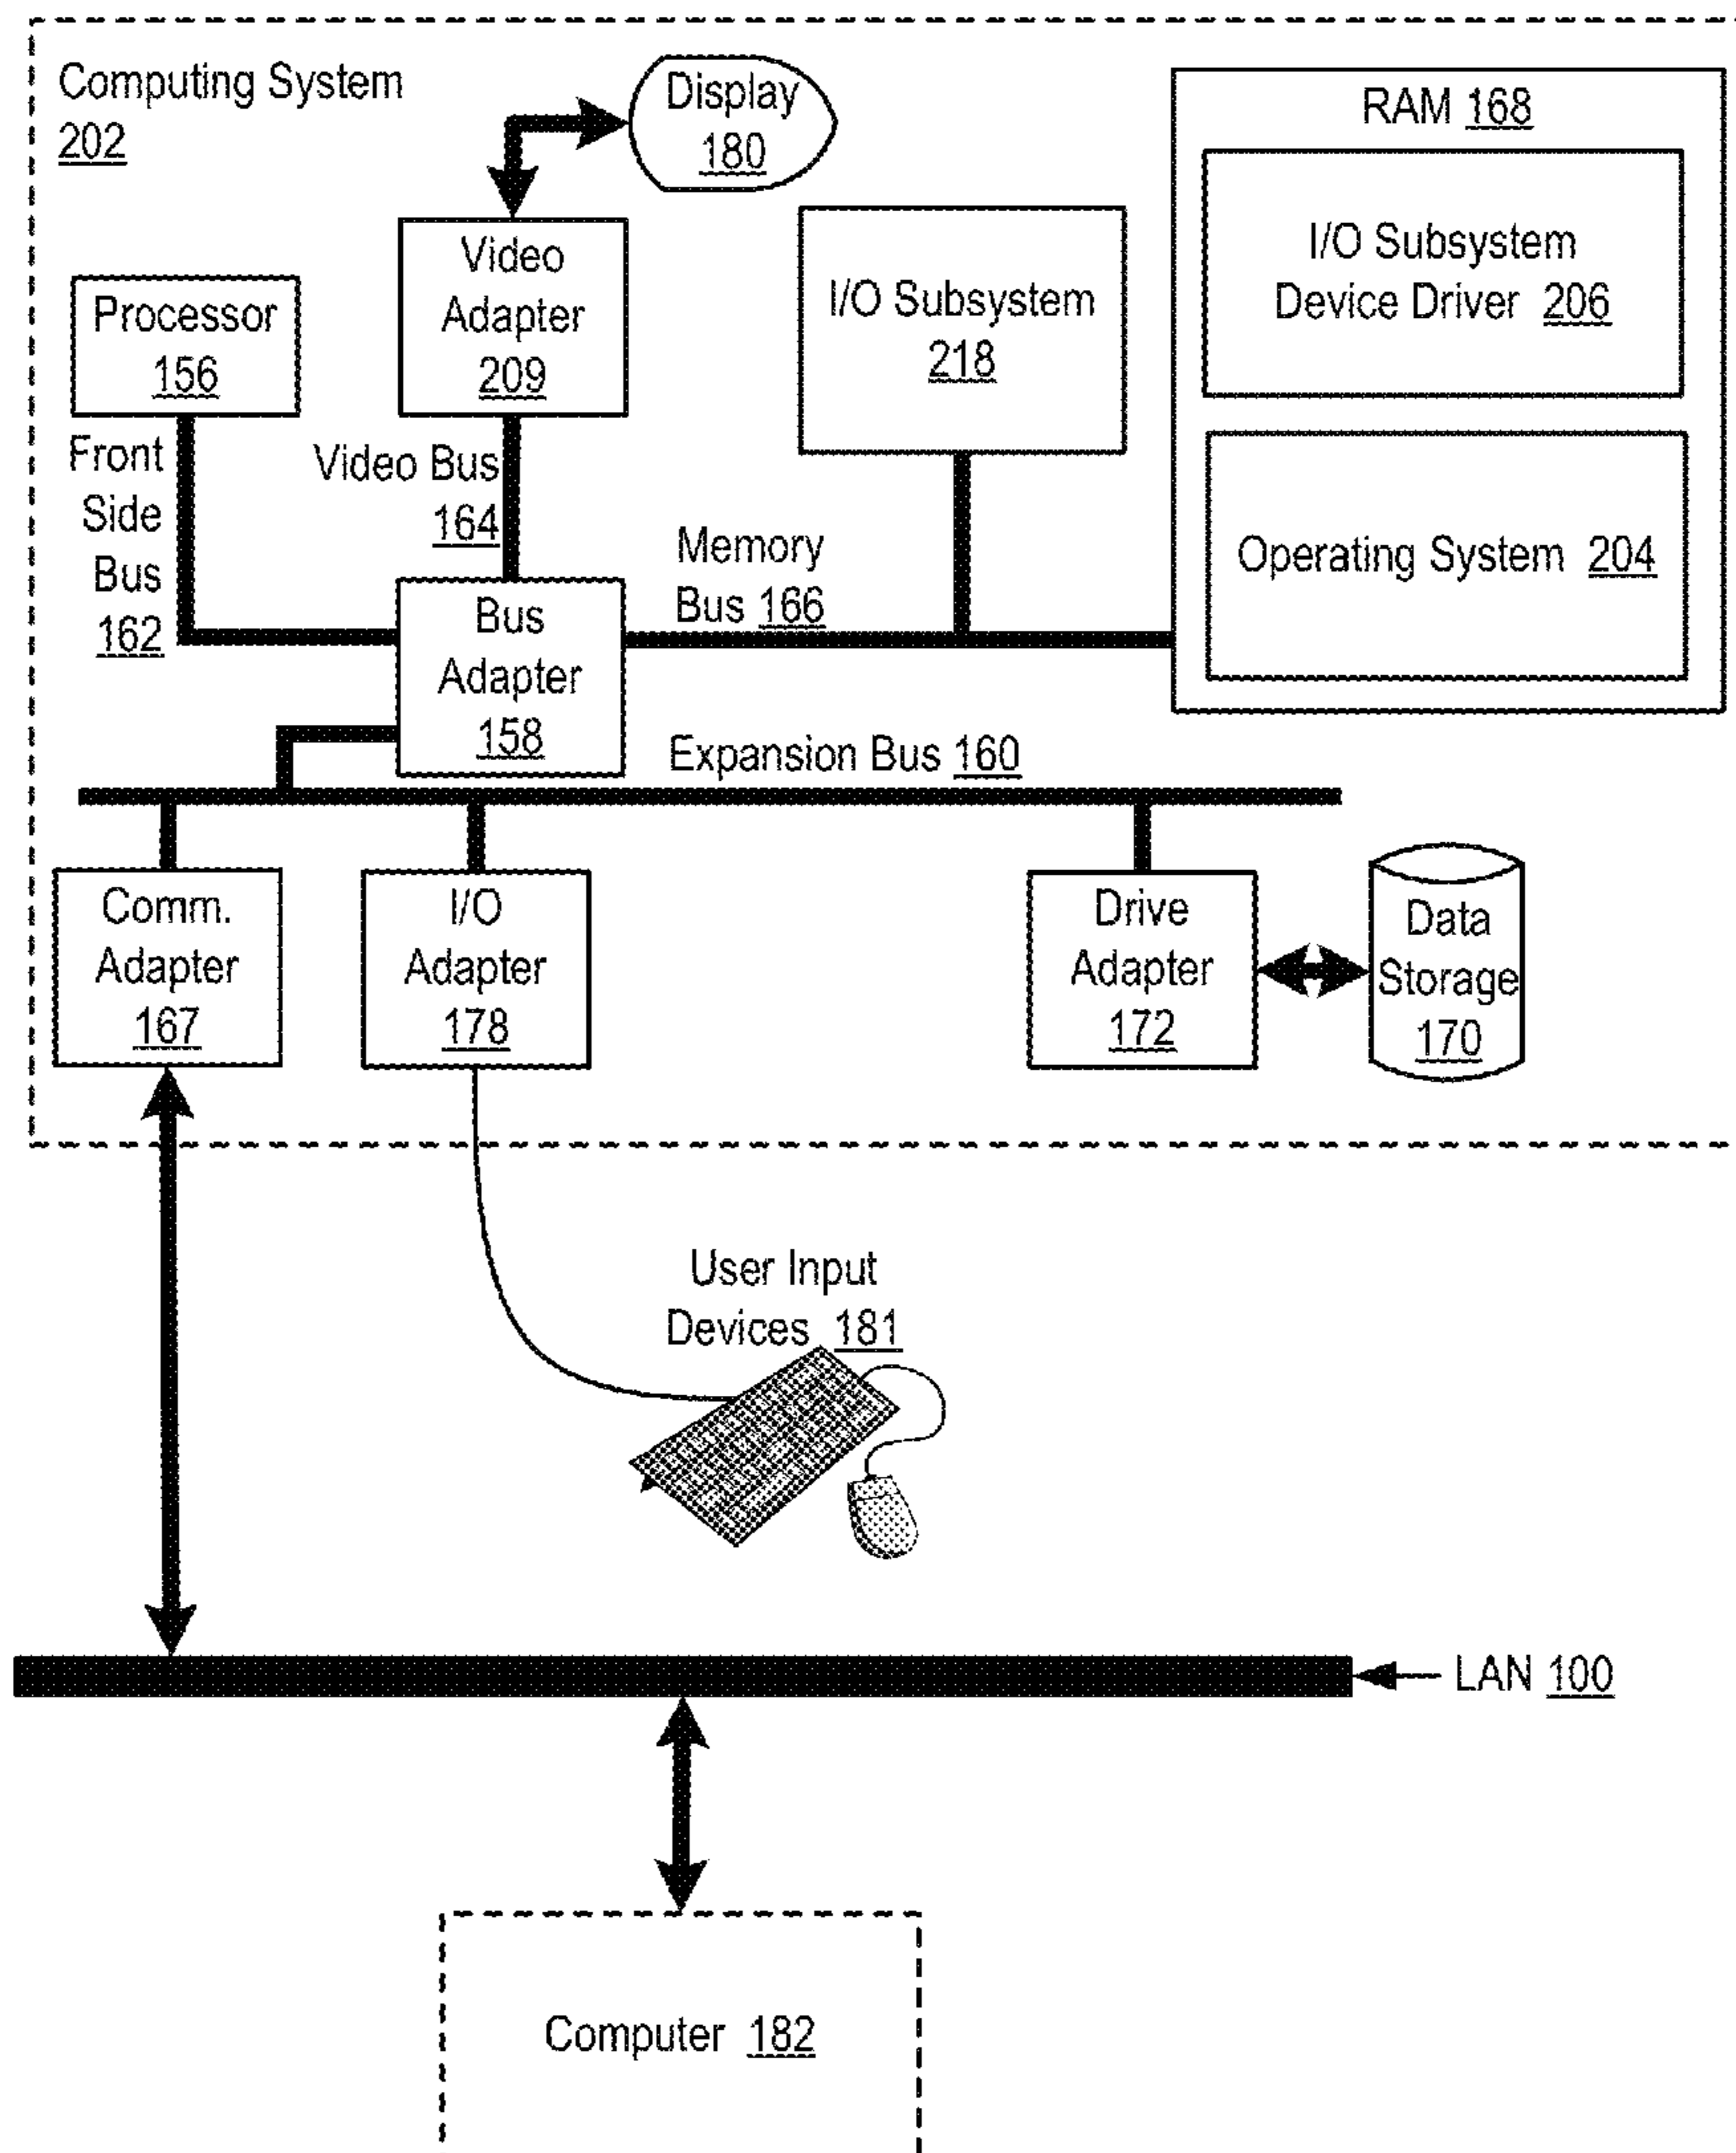 Computing System
202
Display
180
RAM 168
I/O Subsystem
Device Driver 206
Operating System 204
Video
Adapter
209
I/O Subsystem
218
Processor
156
Front
Side
Bus
162
Video Bus
164
Memory
Bus 166
Bus
Adapter
158
Expansion Bus 160
Comm.
Adapter
167
I/O
Adapter
178
Drive
Adapter
172
Data
Storage
170
User Input
Devices 181
LAN 100
Computer 182